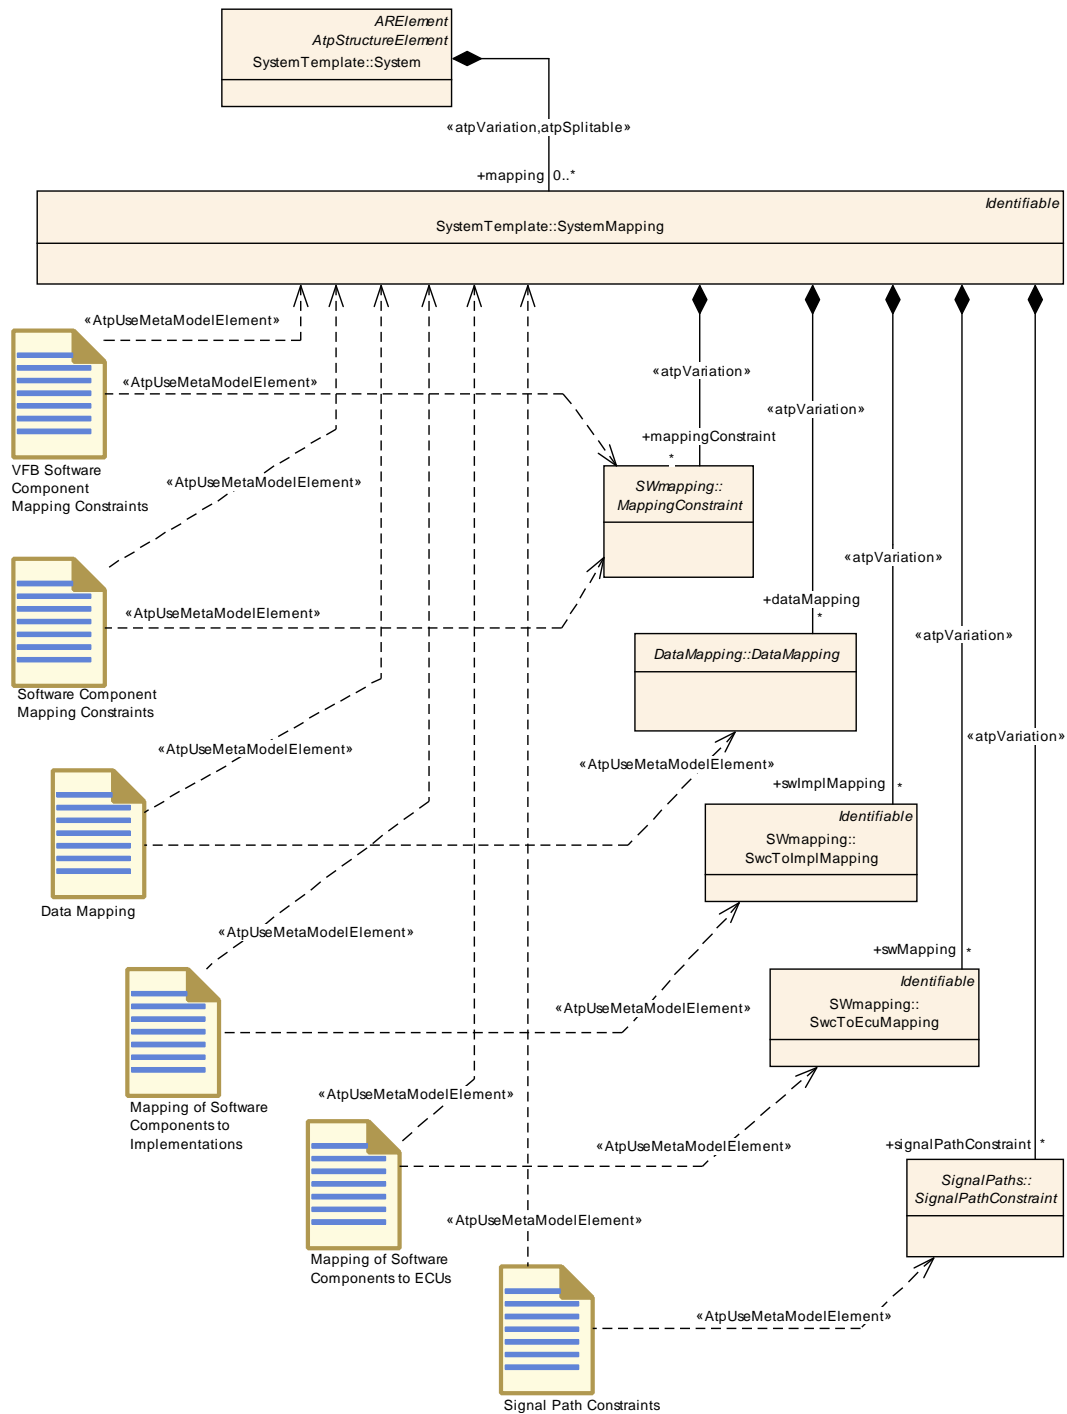 ARElement
AtpStructureElement
SystemTemplate::System
«atpVariation,atpSplitable»
+mapping 0..*
Identifiable
SystemTemplate::SystemMapping
«AtpUseMetaModelElement»
«AtpUseMetaModelElement»
«atpVariation»
«atpVariation»
+mappingConstraint
*
VFB Software
Component
Mapping Constraints
«AtpUseMetaModelElement»
SWmapping::
MappingConstraint
«atpVariation»
+dataMapping
*
«AtpUseMetaModelElement»
«atpVariation»
DataMapping::DataMapping
Software Component
Mapping Constraints
«atpVariation»
«AtpUseMetaModelElement»
«AtpUseMetaModelElement»
+swImplMapping *
Identifiable
SWmapping::
SwcToImplMapping
Data Mapping
«AtpUseMetaModelElement»
+swMapping *
Identifiable
SWmapping::
SwcToEcuMapping
«AtpUseMetaModelElement»
«AtpUseMetaModelElement»
Mapping of Software
Components to
Implementations
«AtpUseMetaModelElement»
+signalPathConstraint *
SignalPaths::
SignalPathConstraint
«AtpUseMetaModelElement»
Mapping of Software
Components to ECUs
«AtpUseMetaModelElement»
Signal Path Constraints